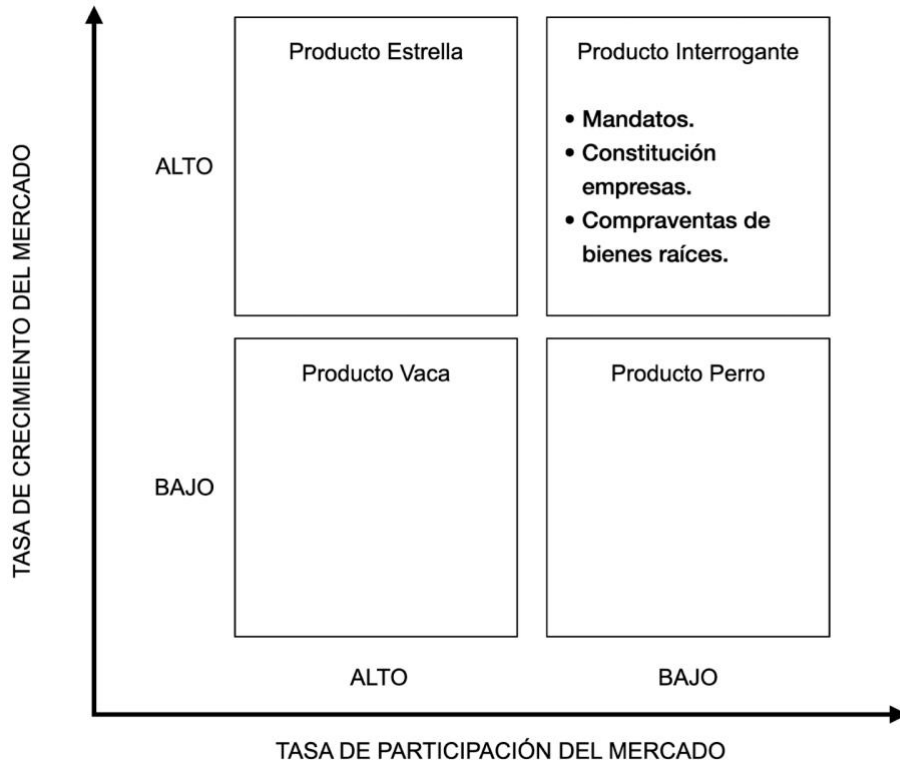 TASA DE CRECIMIENTO DEL MERCADO
ALTO
Producto Estrella
Producto Interrogante
• Mandatos.
• Constitución
empresas.
• Compraventas de
bienes raíces.
BAJO
Producto Vaca
Producto Perro
ALTO
BAJO
TASA DE PARTICIPACIÓN DEL MERCADO